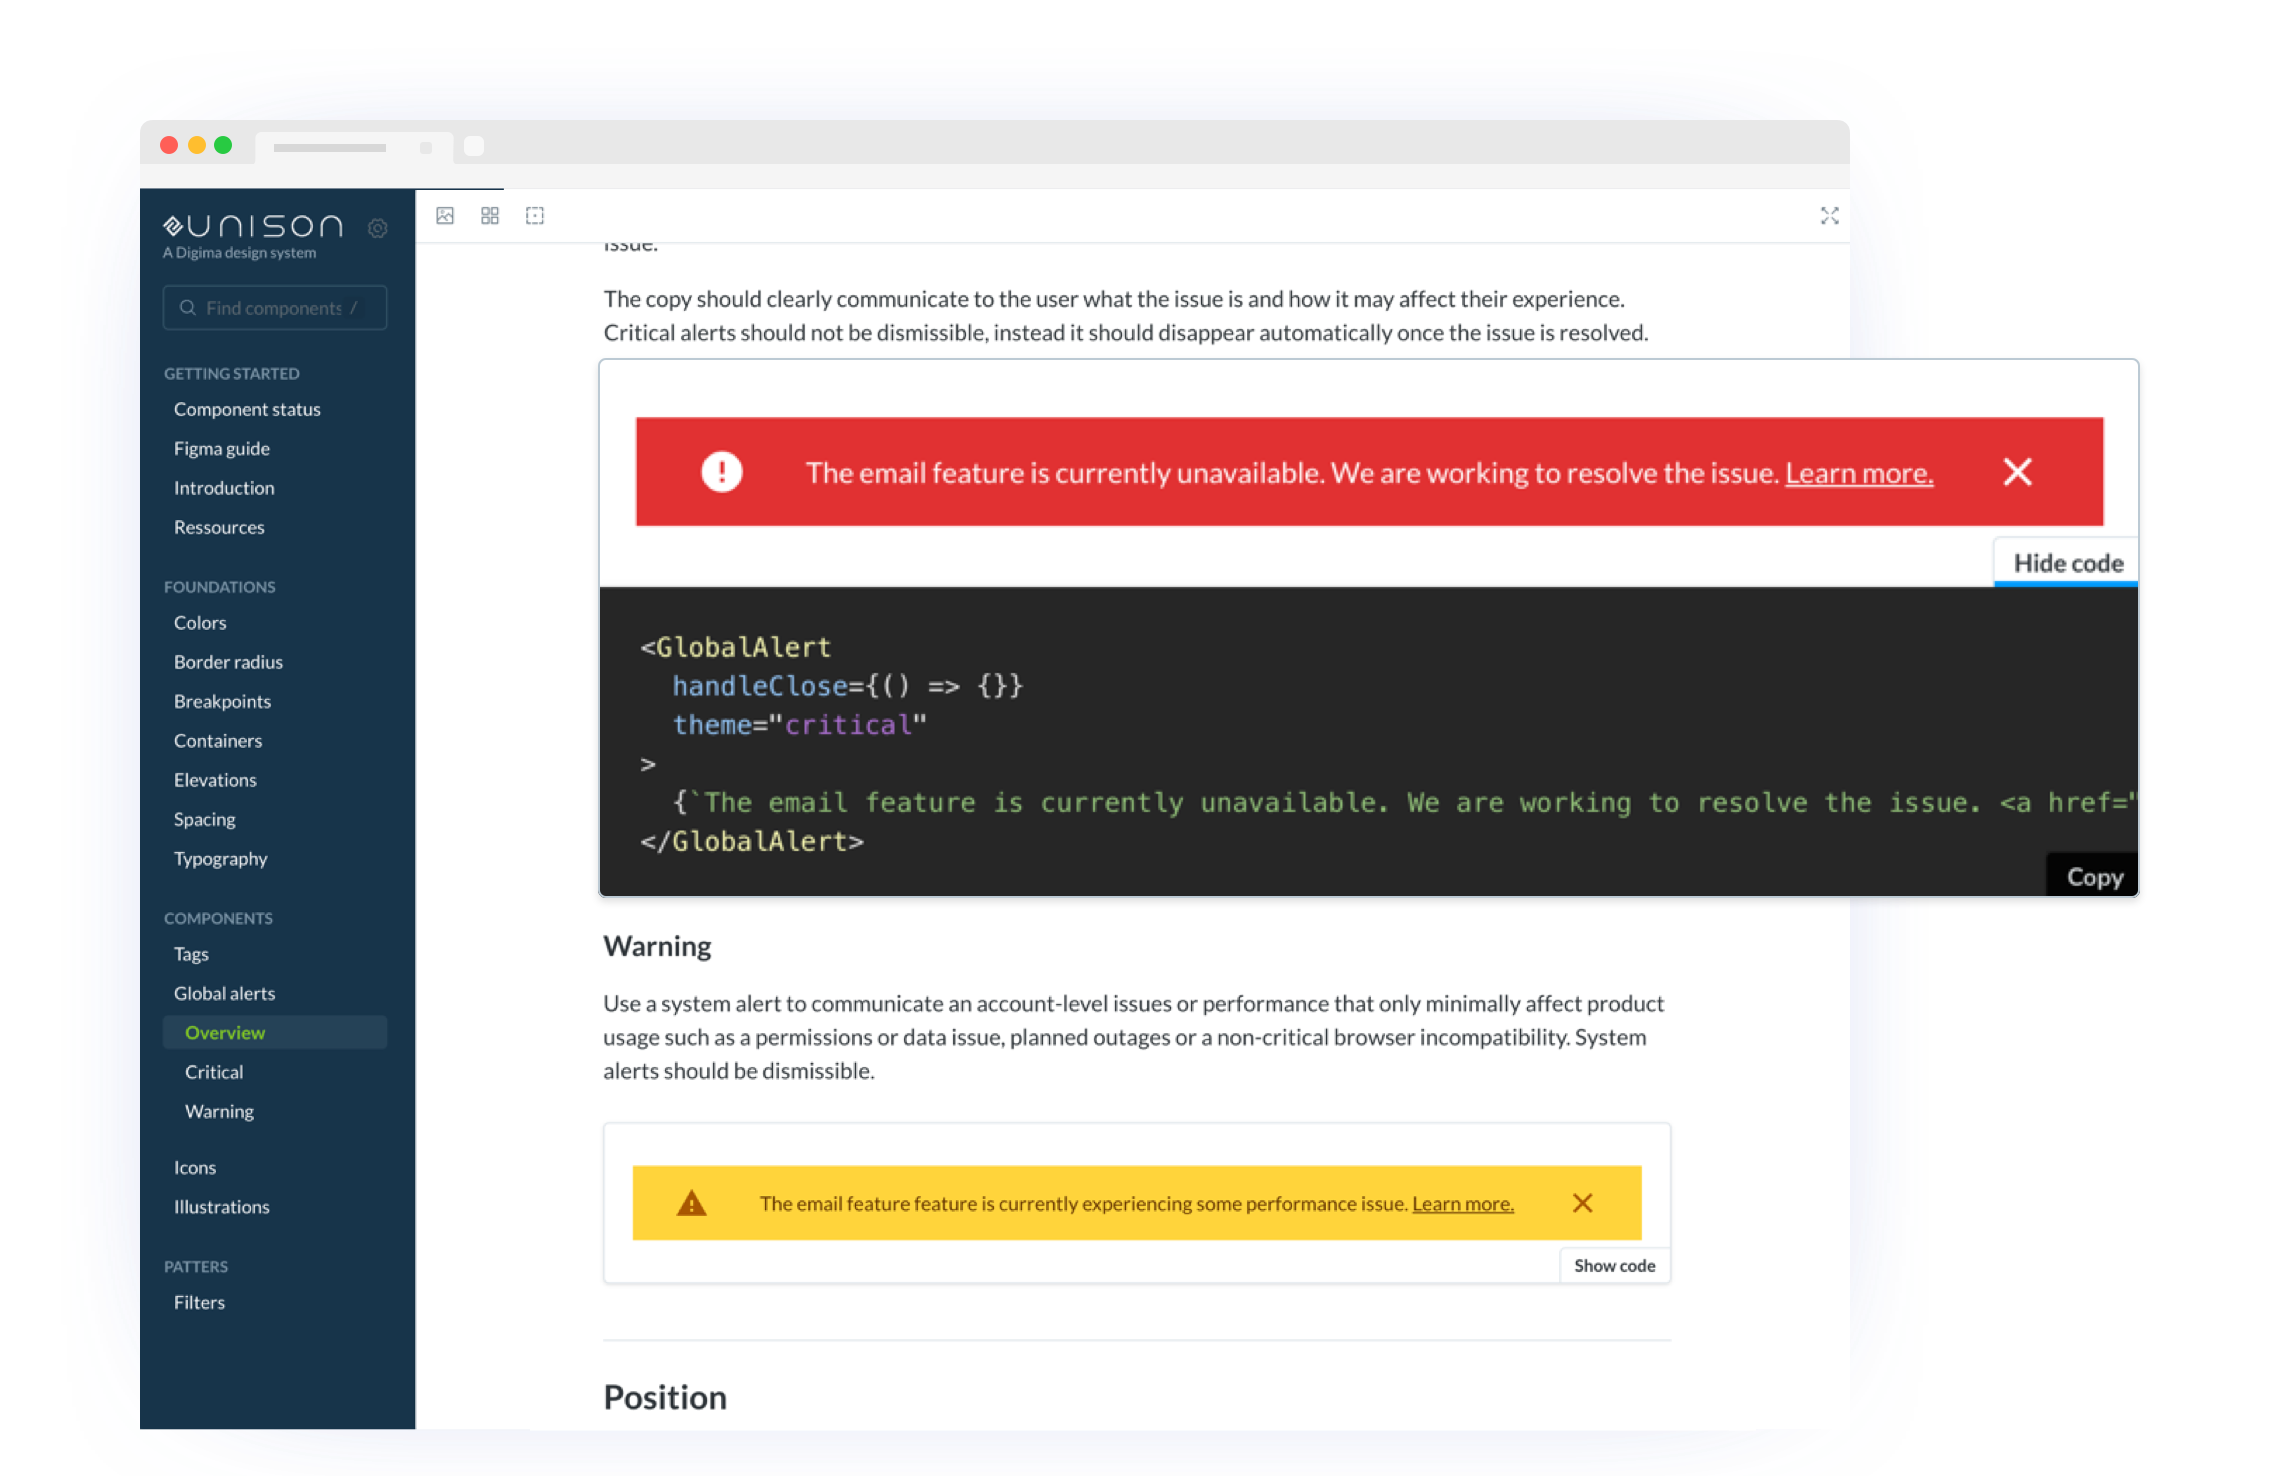 UNISON
A Digima design system
Find components /
GETTING STARTED
Component status
Figma guide
Introduction
Ressources
FOUNDATIONS
Colors
Border radius
Breakpoints
Containers
Elevations
Spacing
Typography
COMPONENTS
Tags
Global alerts
Overview
Critical
Warning
Icons
Illustrations
PATTERS
Filters
issue.
The copy should clearly communicate to the user what the issue is and how it may affect their experience.
Critical alerts should not be dismissible, instead it should disappear automatically once the issue is resolved.
The email feature is currently unavailable. We are working to resolve the issue. Learn more.
Hide code
<GlobalAlert
handleClose={() => {}}
theme="critical"
>
{`The email feature is currently unavailable. We are working to resolve the issue. <a href="
</GlobalAlert>
Copy
Warning
Use a system alert to communicate an account-level issues or performance that only minimally affect product
usage such as a permissions or data issue, planned outages or a non-critical browser incompatibility. System
alerts should be dismissible.
The email feature feature is currently experiencing some performance issue. Learn more.
Show code
Position